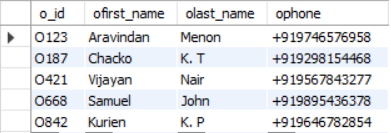 o_id ofirst_name olast_name ophone
O123 Aravindan Menon +919746576958
O187 Chacko K. T +919298154468
O421 Vijayan Nair +919567843277
O668 Samuel John +919895436378
O842 Kurien K. P +919646782854